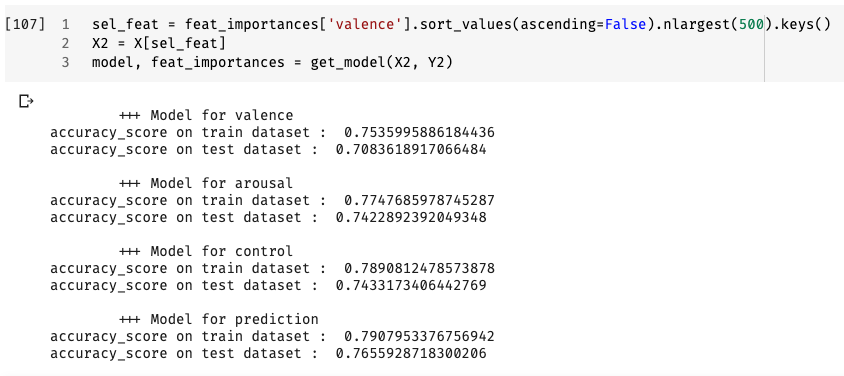 [107] 1 sel_feat = feat_importances['valence'].sort_values(ascending=False).nlargest(500).keys()
2 X2 = X[sel_feat]
3 model, feat_importances = get_model(X2, Y2)
+++ Model for valence
accuracy_score on train dataset : 0.7535995886184436
accuracy_score on test dataset : 0.7083618917066484
+++ Model for arousal
accuracy_score on train dataset : 0.7747685978745287
accuracy_score on test dataset : 0.7422892392049348
+++ Model for control
accuracy_score on train dataset : 0.7890812478573878
accuracy_score on test dataset : 0.7433173406442769
+++ Model for prediction
accuracy_score on train dataset : 0.7907953376756942
accuracy_score on test dataset : 0.7655928718300206